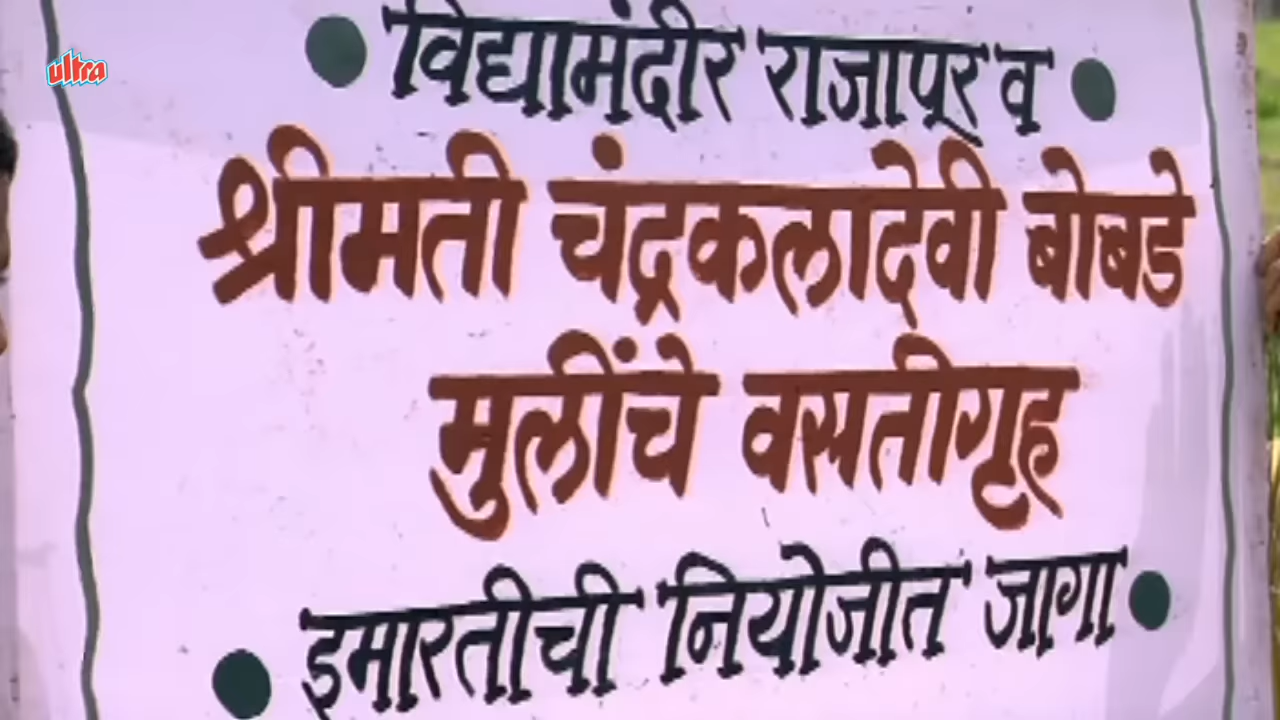 ultra
विद्यामंदीर राजापूर व
श्रीमती चंद्रकलादेवी बोबडे
मुलींचे वसतीगृह
इमारतीची नियोजीत जागा